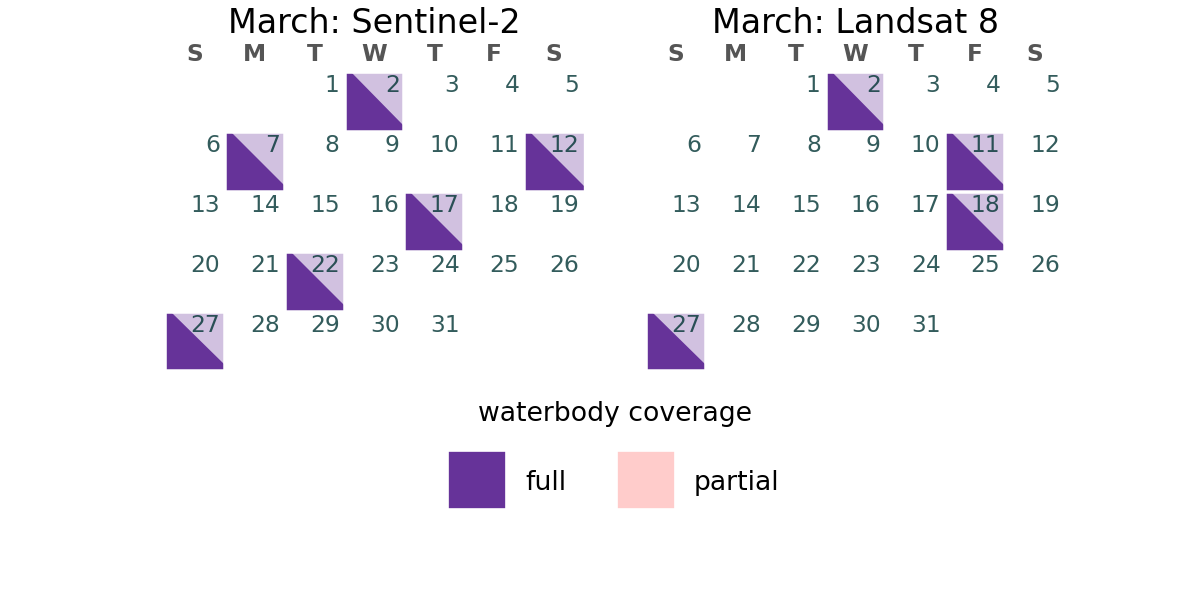 March: Sentinel-2
S M T W T F S
1 2 3 4 5
6 7 8 9 10 11 12
13 14 15 16 17 18 19
20 21 22 23 24 25 26
27 28 29 30 31
March: Landsat 8
S M T W T F S
1 2 3 4 5
6 7 8 9 10 11 12
13 14 15 16 17 18 19
20 21 22 23 24 25 26
27 28 29 30 31
waterbody coverage
full partial